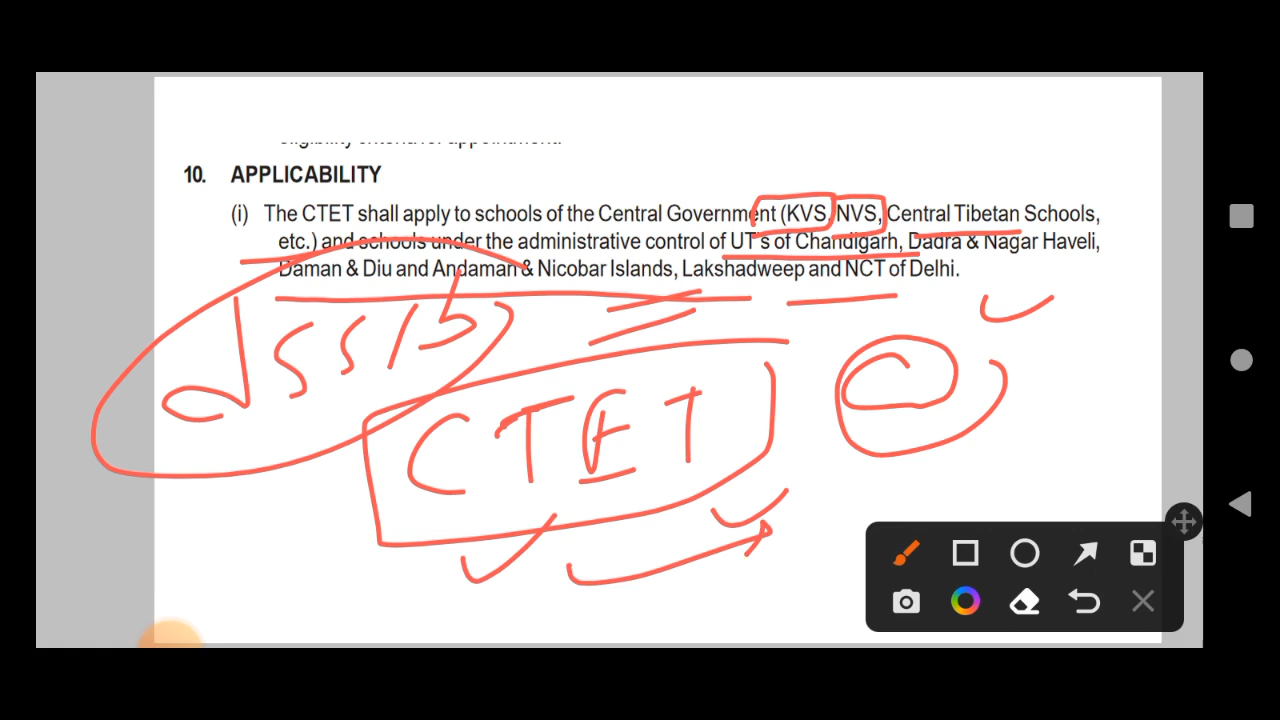 10. APPLICABILITY
(i) The CTET shall apply to schools of the Central Government (KVS, NVS, Central Tibetan Schools,
etc.) and schools under the administrative control of UT's of Chandigarh, Dadra & Nagar Haveli,
Daman & Diu and Andaman & Nicobar Islands, Lakshadweep and NCT of Delhi.
dssb
CTET